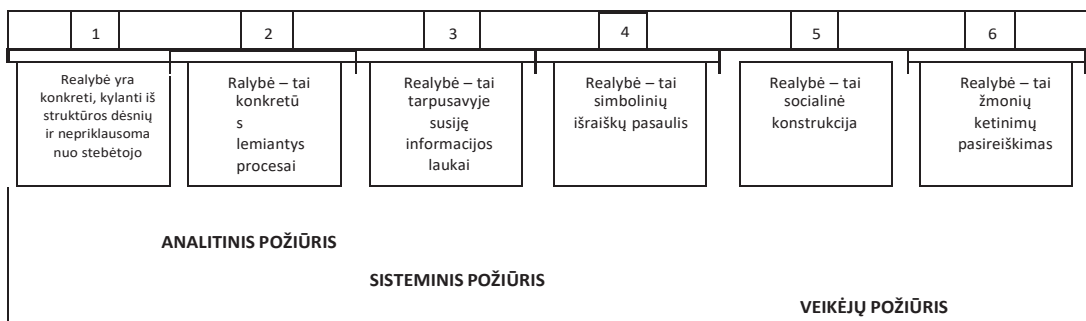 1
2
3
4
5
6
Realybė yra
konkreti, kylanti iš
struktūros dėsnių
ir nepriklausoma
nuo stebėtojo
Ralybė – tai
konkretū
s
lemiantys
procesai
Realybė – tai
tarpusavyje
susiję
informacijos
laukai
Realybė – tai
simbolinių
išraiškų pasaulis
Realybė – tai
socialinė
konstrukcija
Realybė – tai
žmonių
ketinimų
pasireiškimas
ANALITINIS POŽIŪRIS
SISTEMINIS POŽIŪRIS
VEIKĖJŲ POŽIŪRIS